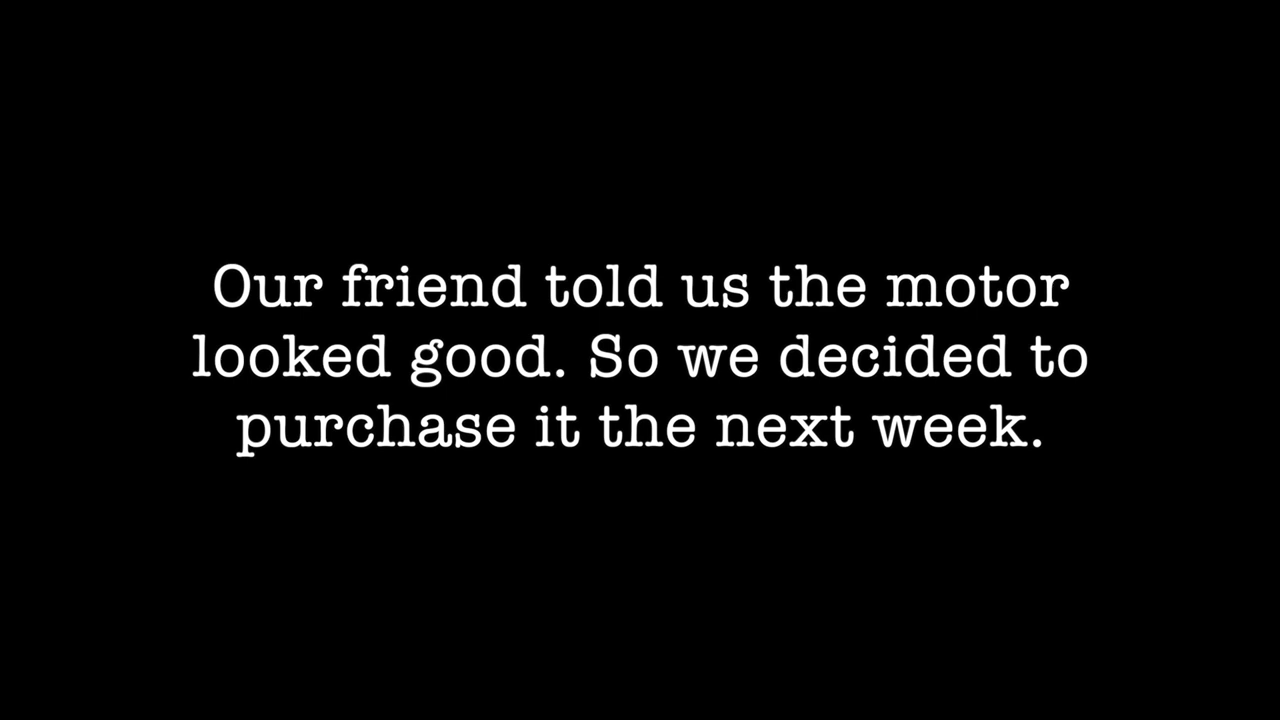 Our friend told us the motor
looked good. So we decided to
purchase it the next week.